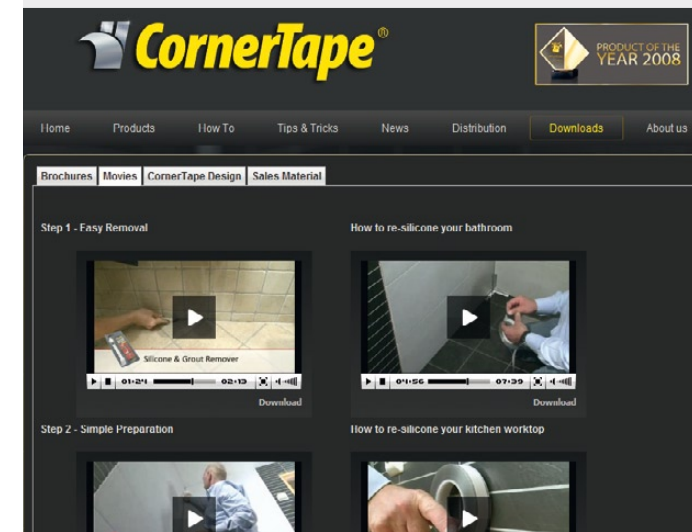 CornerTape®
PRODUCT OF THE
YEAR 2008
Home Products How To Tips & Tricks News Distribution Downloads About us
Brochures Movies CornerTape Design Sales Material
Step 1 - Easy Removal How to re-silicone your bathroom
Silicone & Grout Remover
01:24 02:13 04:56 07:39
Download Download
Step 2 - Simple Preparation How to re-silicone your kitchen worktop